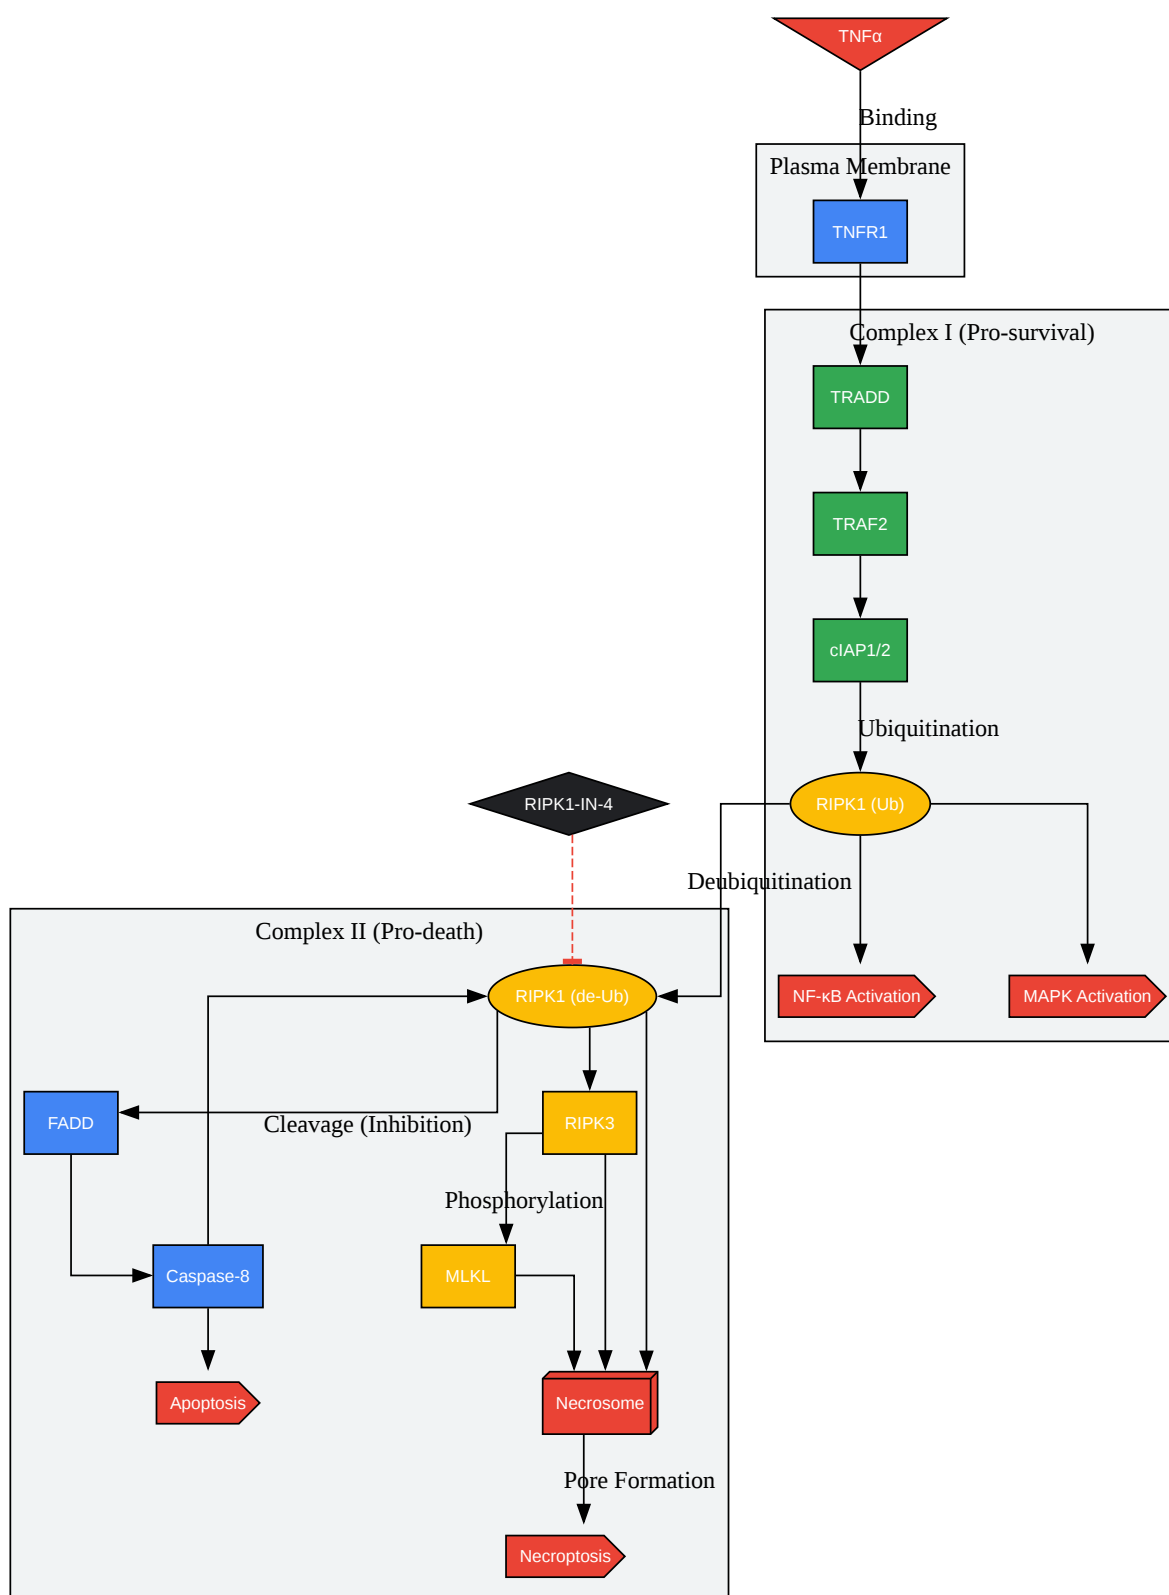 TNFα
Binding
Plasma Membrane
TNFR1
Complex I (Pro-survival)
TRADD
TRAF2
cIAP1/2
Ubiquitination
RIPK1-IN-4
RIPK1 (Ub)
Deubiquitination
Complex II (Pro-death)
RIPK1 (de-Ub)
NF-κB Activation
MAPK Activation
FADD
Cleavage (Inhibition)
RIPK3
Phosphorylation
Caspase-8
MLKL
Apoptosis
Necrosome
Pore Formation
Necroptosis